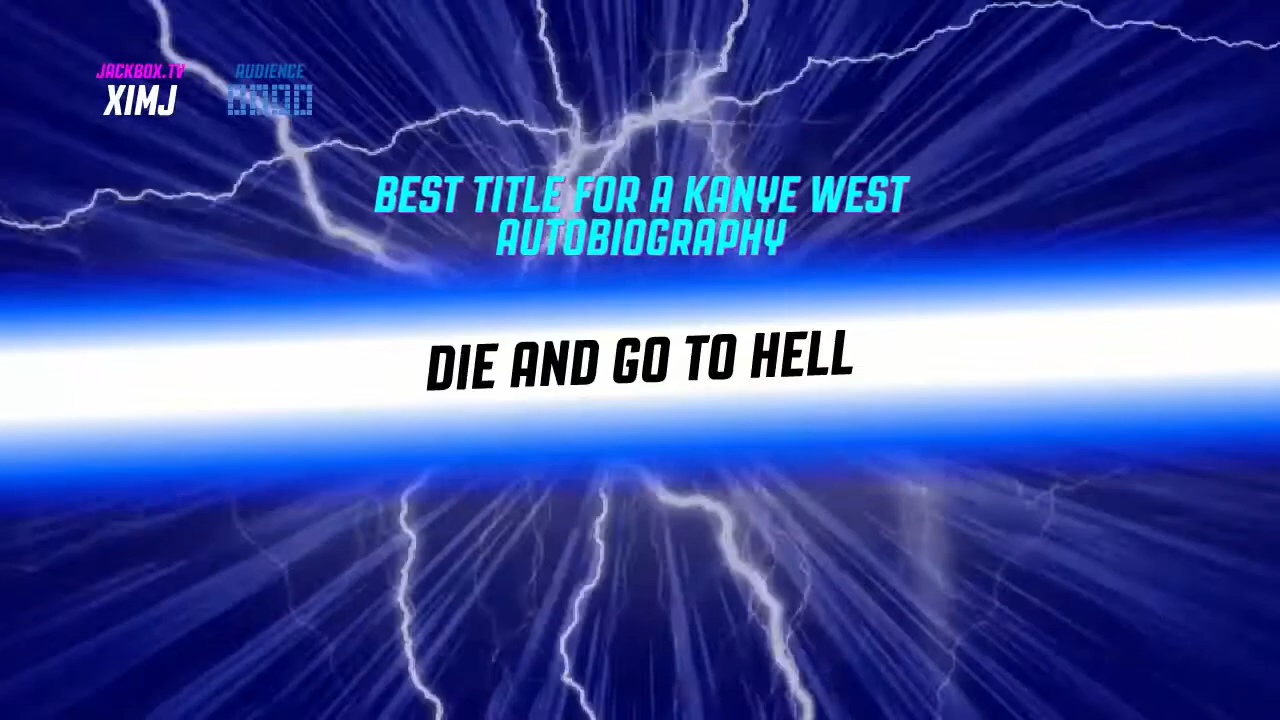 JACKBOX.TV
XIMJ
AUDIENCE
BEST TITLE FOR A KANYE WEST
AUTOBIOGRAPHY
DIE AND GO TO HELL